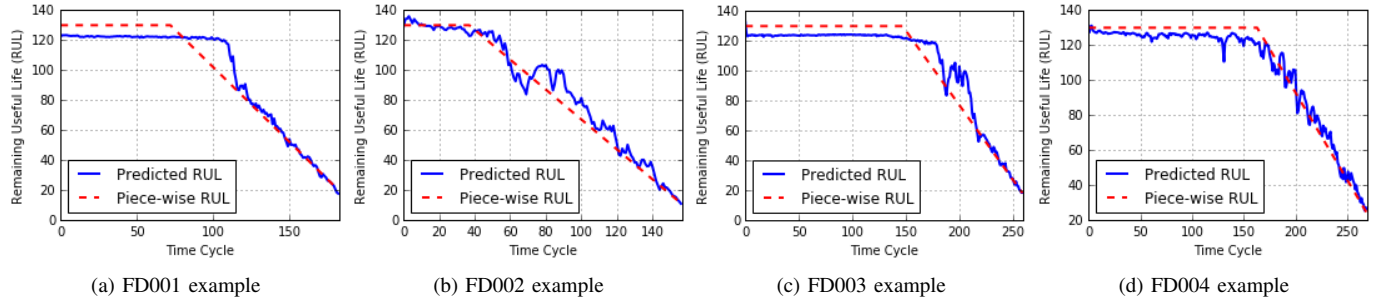 140
120
100
80
60
40
20
0
0 50 100 150
Remaining Useful Life (RUL)
Time Cycle
Predicted RUL
Piece-wise RUL
(a) FD001 example
140
120
100
80
60
40
20
0
0 20 40 60 80 100 120 140
Remaining Useful Life (RUL)
Time Cycle
Predicted RUL
Piece-wise RUL
(b) FD002 example
140
120
100
80
60
40
20
0
0 50 100 150 200 250
Remaining Useful Life (RUL)
Time Cycle
Predicted RUL
Piece-wise RUL
(c) FD003 example
140
120
100
80
60
40
20
0 50 100 150 200 250
Remaining Useful Life (RUL)
Time Cycle
Predicted RUL
Piece-wise RUL
(d) FD004 example